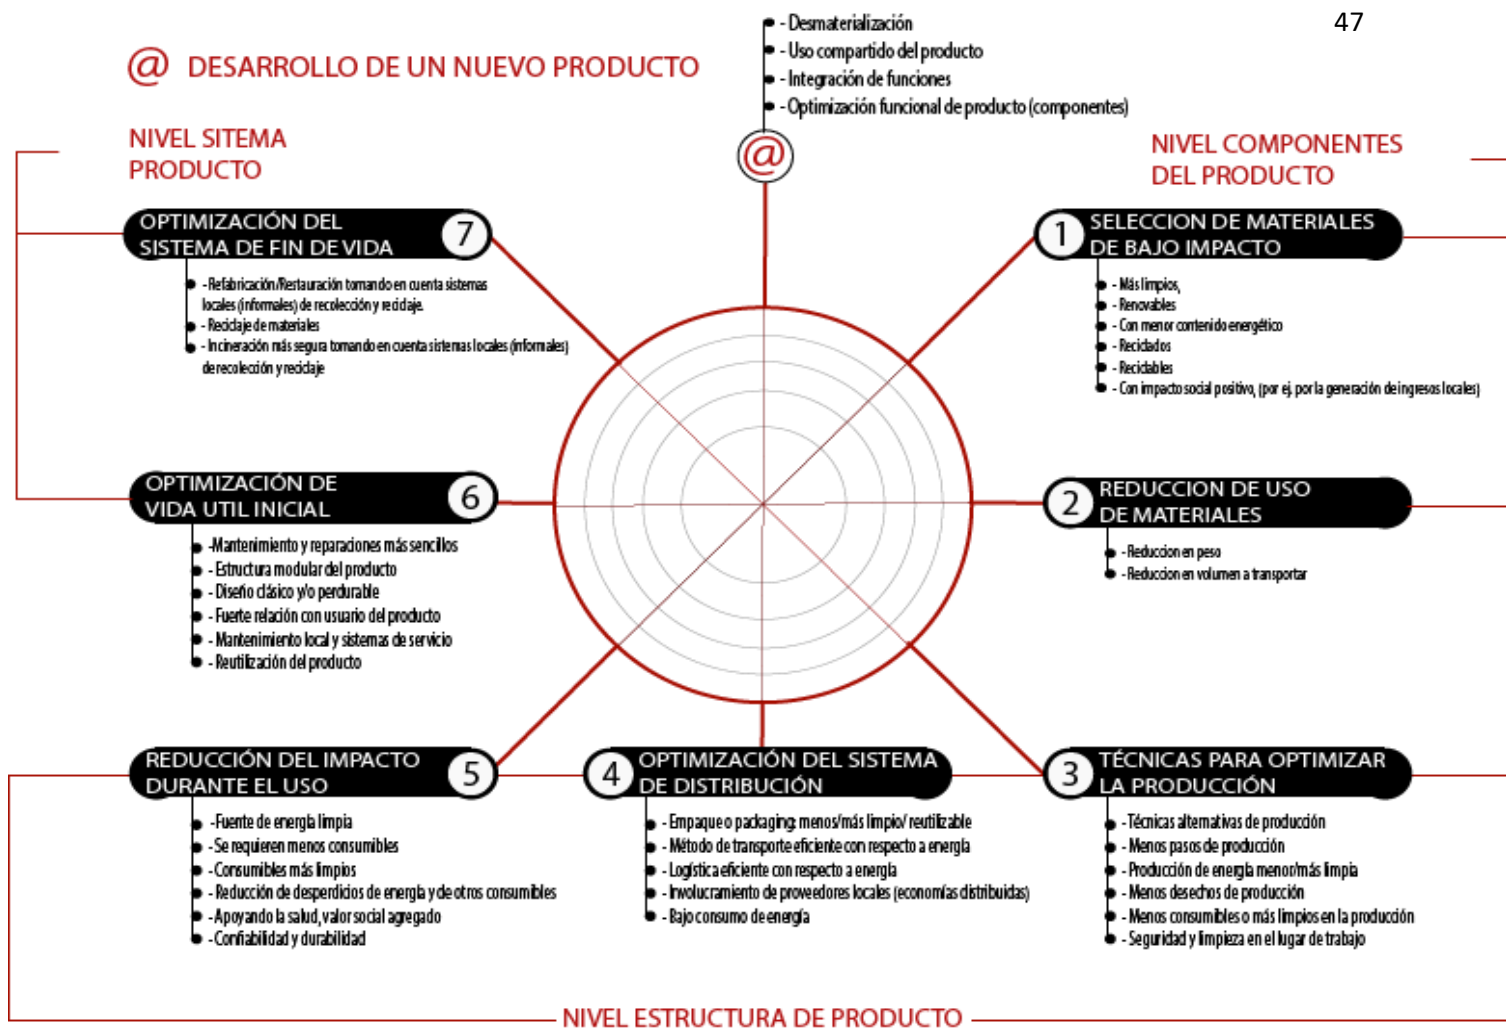 47
@ DESARROLLO DE UN NUEVO PRODUCTO
- Desmaterialización
- Uso compartido del producto
- Integración de funciones
- Optimización funcional de producto (componentes)
@
NIVEL SITEMA
PRODUCTO
NIVEL COMPONENTES
DEL PRODUCTO
OPTIMIZACIÓN DEL
SISTEMA DE FIN DE VIDA
7
- Refabricación/Restauración tomando en cuenta sistemas
locales (informales) de recolección y reciclaje.
- Reciclaje de materiales
- Incineración más segura tomando en cuenta sistemas locales (informales)
de recolección y reciclaje
1
SELECCION DE MATERIALES
DE BAJO IMPACTO
- Más limpios,
- Renovables
- Con menor contenido energético
- Reciclados
- Reciclables
- Con impacto social positivo, (por ej. por la generación de ingresos locales)
OPTIMIZACIÓN DE
VIDA UTIL INICIAL
6
-Mantenimiento y reparaciones más sencillos
- Estructura modular del producto
- Diseño clásico y/o perdurable
- Fuerte relación con usuario del producto
- Mantenimiento local y sistemas de servicio
- Reutilización del producto
2
REDUCCION DE USO
DE MATERIALES
- Reduccion en peso
- Reduccion en volumen a transportar
REDUCCIÓN DEL IMPACTO
DURANTE EL USO
5
-Fuente de energía limpia
-Se requieren menos consumibles
-Consumibles más limpios
- Reducción de desperdicios de energía y de otros consumibles
- Apoyando la salud, valor social agregado
- Confiabilidad y durabilidad
4
OPTIMIZACIÓN DEL SISTEMA
DE DISTRIBUCIÓN
- Empaque o packaging: menos/más limpio/ reutilizable
- Método de transporte eficiente con respecto a energía
- Logística eficiente con respecto a energía
- Involucramiento de proveedores locales (economías distribuidas)
- Bajo consumo de energía
3
TÉCNICAS PARA OPTIMIZAR
LA PRODUCCIÓN
-Técnicas alternativas de producción
- Menos pasos de producción
- Producción de energía menor/más limpia
- Menos desechos de producción
- Menos consumibles o más limpios en la producción
- Seguridad y limpieza en el lugar de trabajo
NIVEL ESTRUCTURA DE PRODUCTO